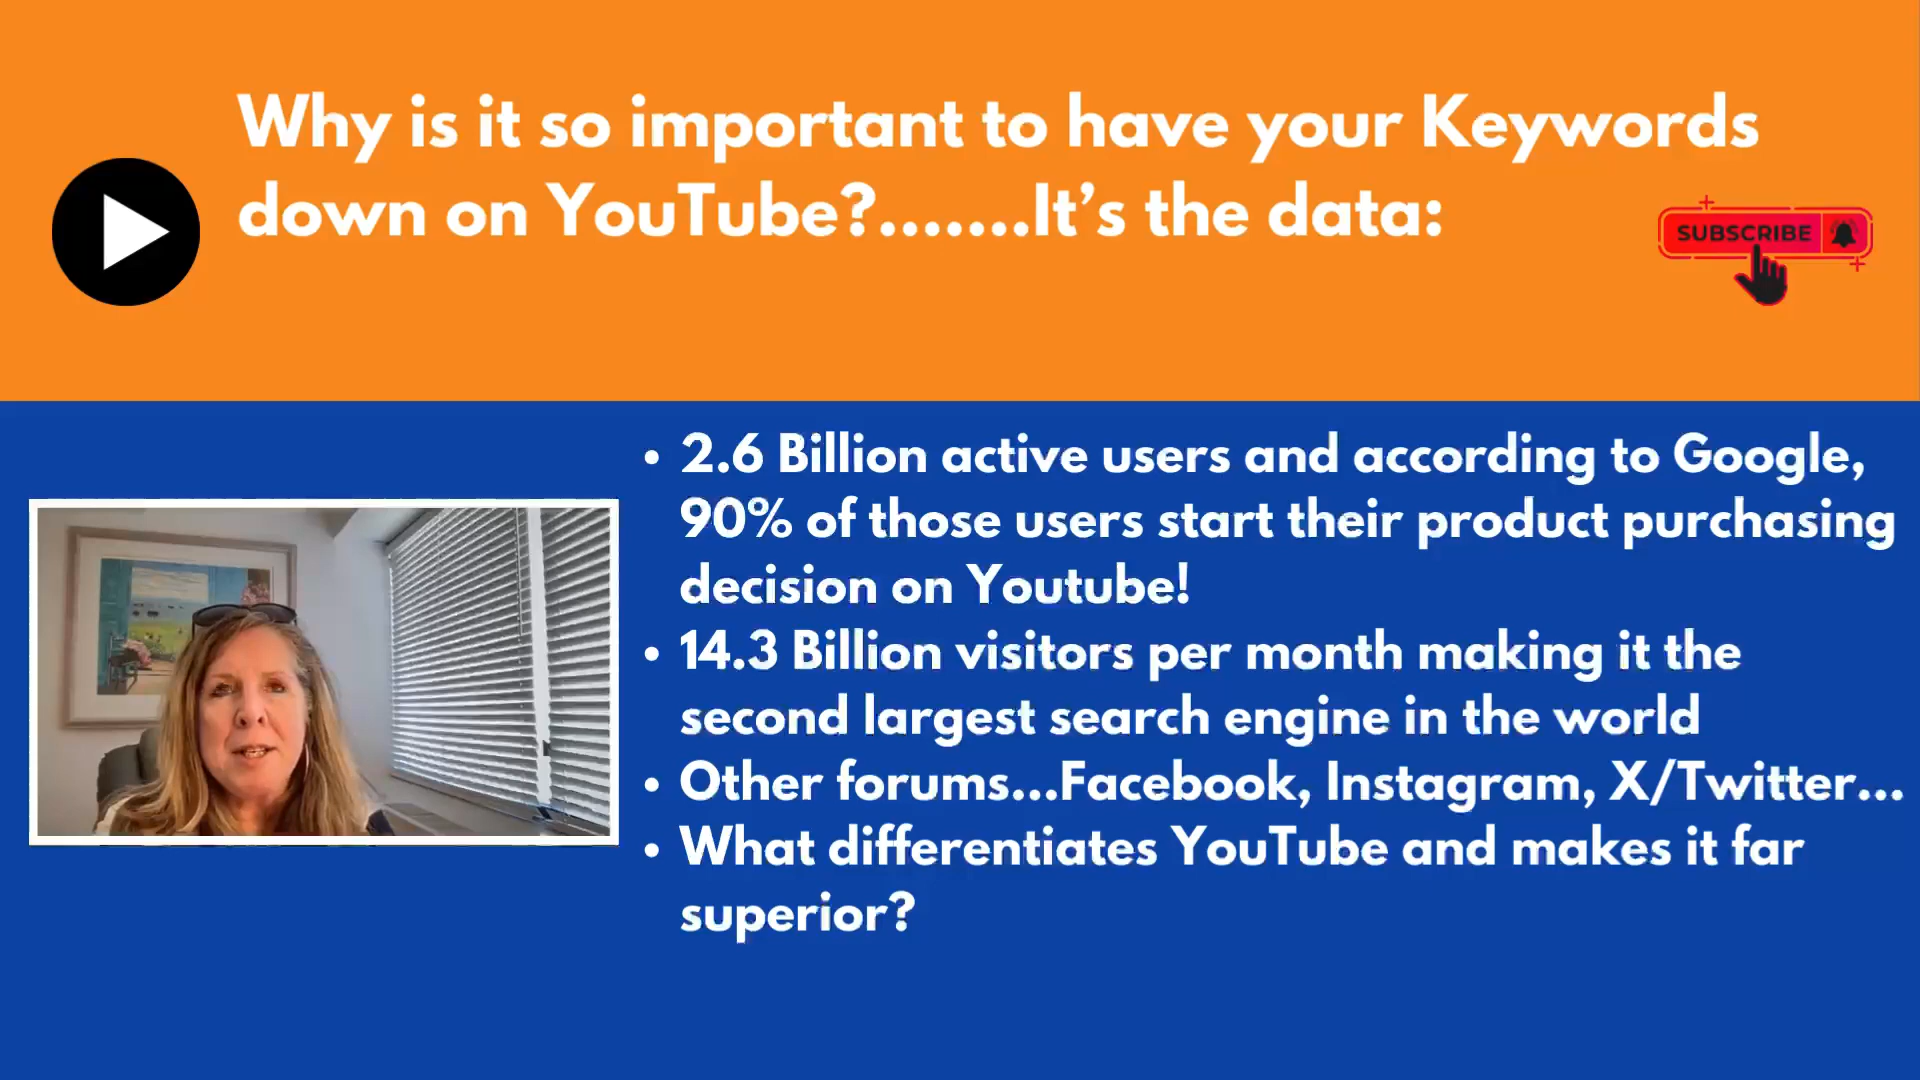 Why is it so important to have your Keywords
down on YouTube?.......It’s the data:
SUBSCRIBE
• 2.6 Billion active users and according to Google,
90% of those users start their product purchasing
decision on Youtube!
• 14.3 Billion visitors per month making it the
second largest search engine in the world
• Other forums...Facebook, Instagram, X/Twitter...
• What differentiates YouTube and makes it far
superior?